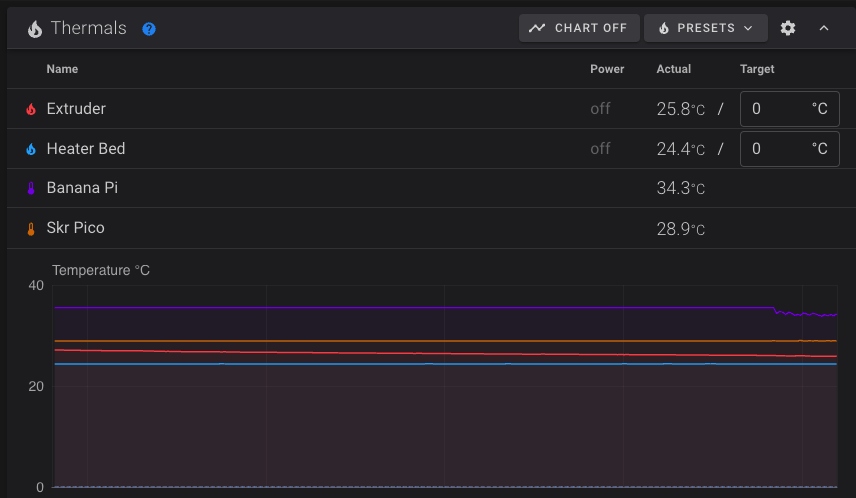 Thermals ? CHART OFF PRESETS
Name Power Actual Target
Extruder off 25.8°C / 0 °C
Heater Bed off 24.4°C / 0 °C
Banana Pi 34.3°C
Skr Pico 28.9°C
Temperature °C
40
20
0